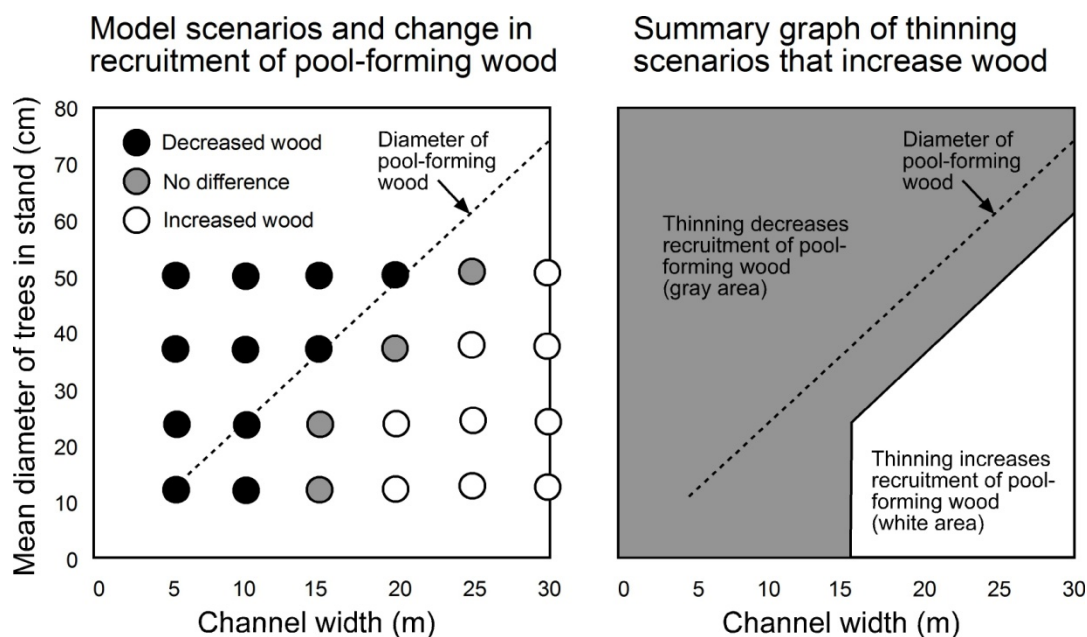 Model scenarios and change in
recruitment of pool-forming wood
Mean diameter of trees in stand (cm)
80
70
60
50
40
30
20
10
0
Decreased wood
No difference
Increased wood
Diameter of
pool-forming
wood
0 5 10 15 20 25 30
Channel width (m)
Summary graph of thinning
scenarios that increase wood
Diameter of
pool-forming
wood
Thinning decreases
recruitment of pool-
forming wood
(gray area)
Thinning increases
recruitment of pool-
forming wood
(white area)
0 5 10 15 20 25 30
Channel width (m)